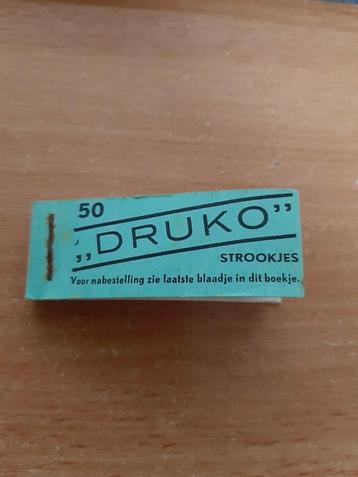 50
„DRUKO”
STROOKJES
Voor nabestelling zie laatste blaadje in dit boekje.